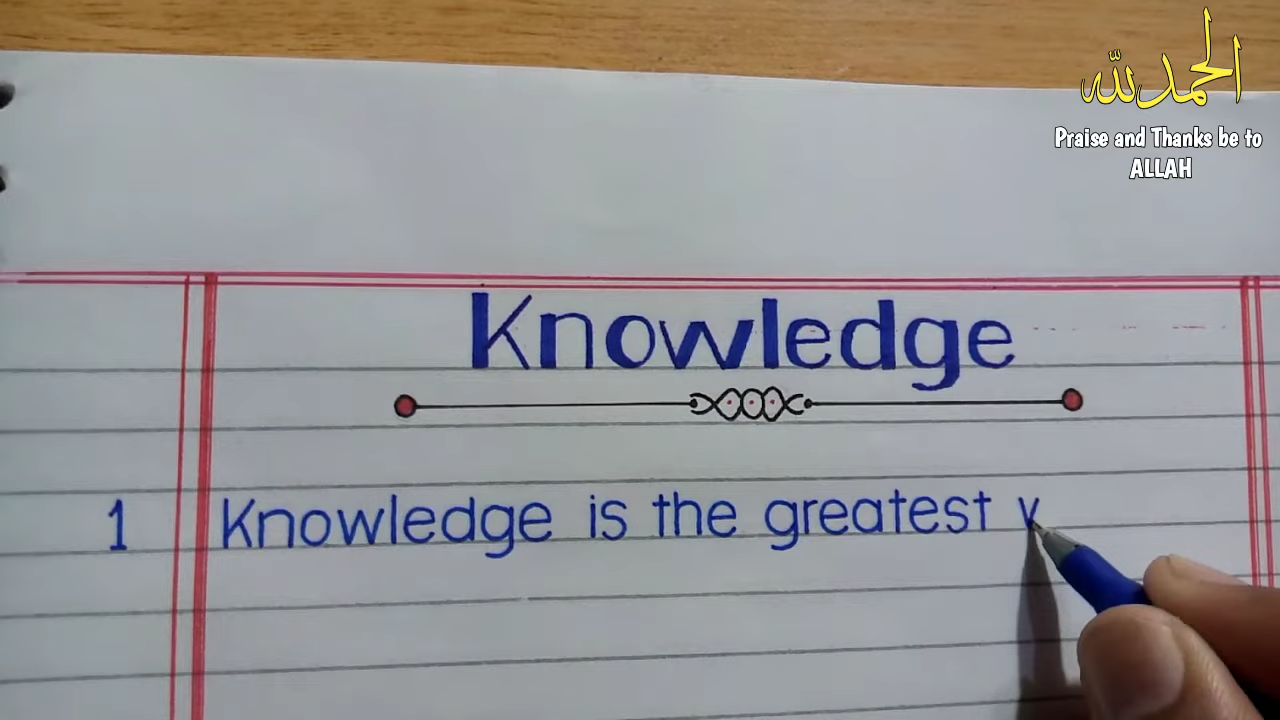 الحمد لله
Praise and Thanks be to
ALLAH
Knowledge
1 Knowledge is the greatest